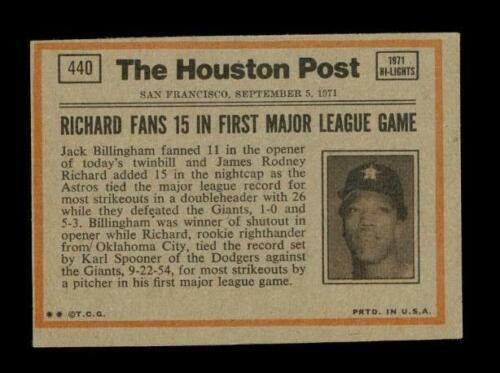 440
The Houston Post
1971
HI-LIGHTS
SAN FRANCISCO, SEPTEMBER 5, 1971
RICHARD FANS 15 IN FIRST MAJOR LEAGUE GAME
Jack Billingham fanned 11 in the opener
of today's twinbill and James Rodney
Richard added 15 in the nightcap as the
Astros tied the major league record for
most strikeouts in a doubleheader with 26
while they defeated the Giants, 1-0 and
5-3. Billingham was winner of shutout in
opener while Richard, rookie righthander
from Oklahoma City, tied the record set
by Karl Spooner of the Dodgers against
the Giants, 9-22-54, for most strikeouts by
a pitcher in his first major league game.
** ©T.C.G.
PRTD. IN U.S.A.